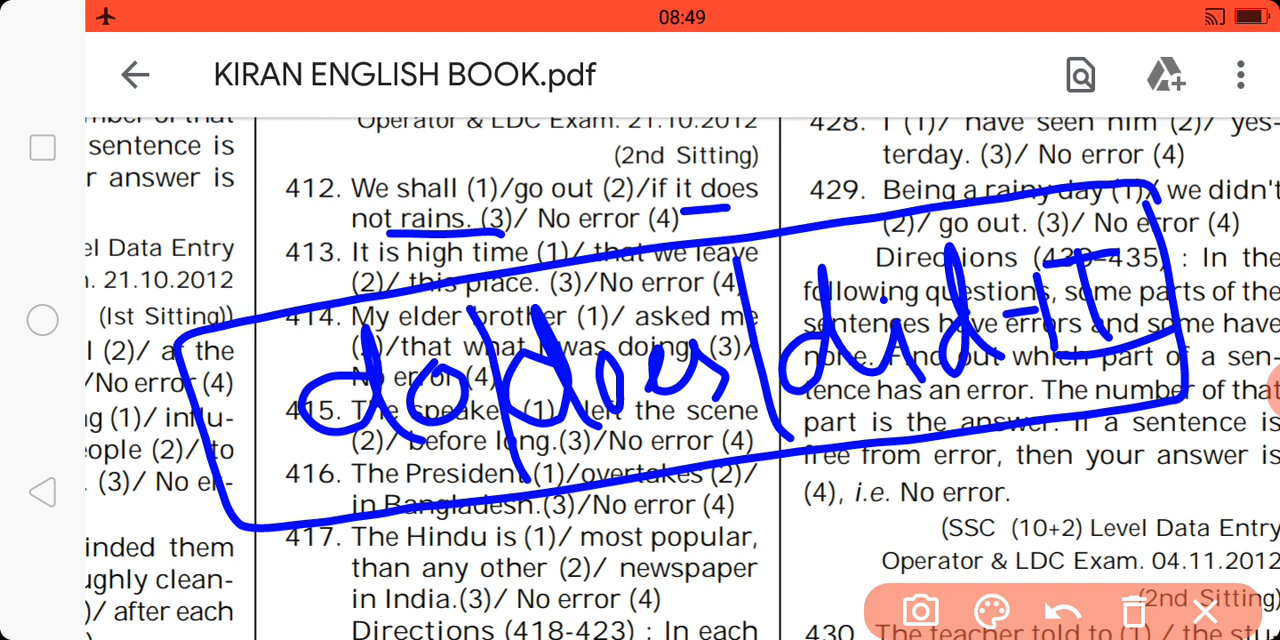 08:49
KIRAN ENGLISH BOOK.pdf
sentence is
r answer is
el Data Entry
. 21.10.2012
(Ist Sitting))
I (2)/ at the
/No error (4)
g (1)/ influ-
ople (2)/ to
. (3)/ No er-
inded them
ughly clean-
)/ after each
Operator & LDC Exam. 21.10.2012
(2nd Sitting)
412. We shall (1)/go out (2)/if it does
not rains. (3)/ No error (4)
413. It is high time (1)/ that we leave
(2)/ this place. (3)/No error (4)
414. My elder brother (1)/ asked me
(2)/that what I was doing. (3)/
No error (4)
415. The speaker (1)/ left the scene
(2)/ before long.(3)/No error (4)
416. The President (1)/overtakes (2)/
in Bangladesh.(3)/No error (4)
417. The Hindu is (1)/ most popular,
than any other (2)/ newspaper
in India.(3)/ No error (4)
Directions (418-423) : In each
428. I (1)/ have seen him (2)/ yes-
terday. (3)/ No error (4)
429. Being a rainy day (1)/ we didn't
(2)/ go out. (3)/ No error (4)
Directions (430-435) : In the
following questions, some parts of the
sentences have errors and some have
none. Find out which part of a sen-
tence has an error. The number of that
part is the answer. If a sentence is
free from error, then your answer is
(4), i.e. No error.
(SSC (10+2) Level Data Entry
Operator & LDC Exam. 04.11.2012
(2nd Sitting)
430. The teacher told to (1) / the stu
do/does/did